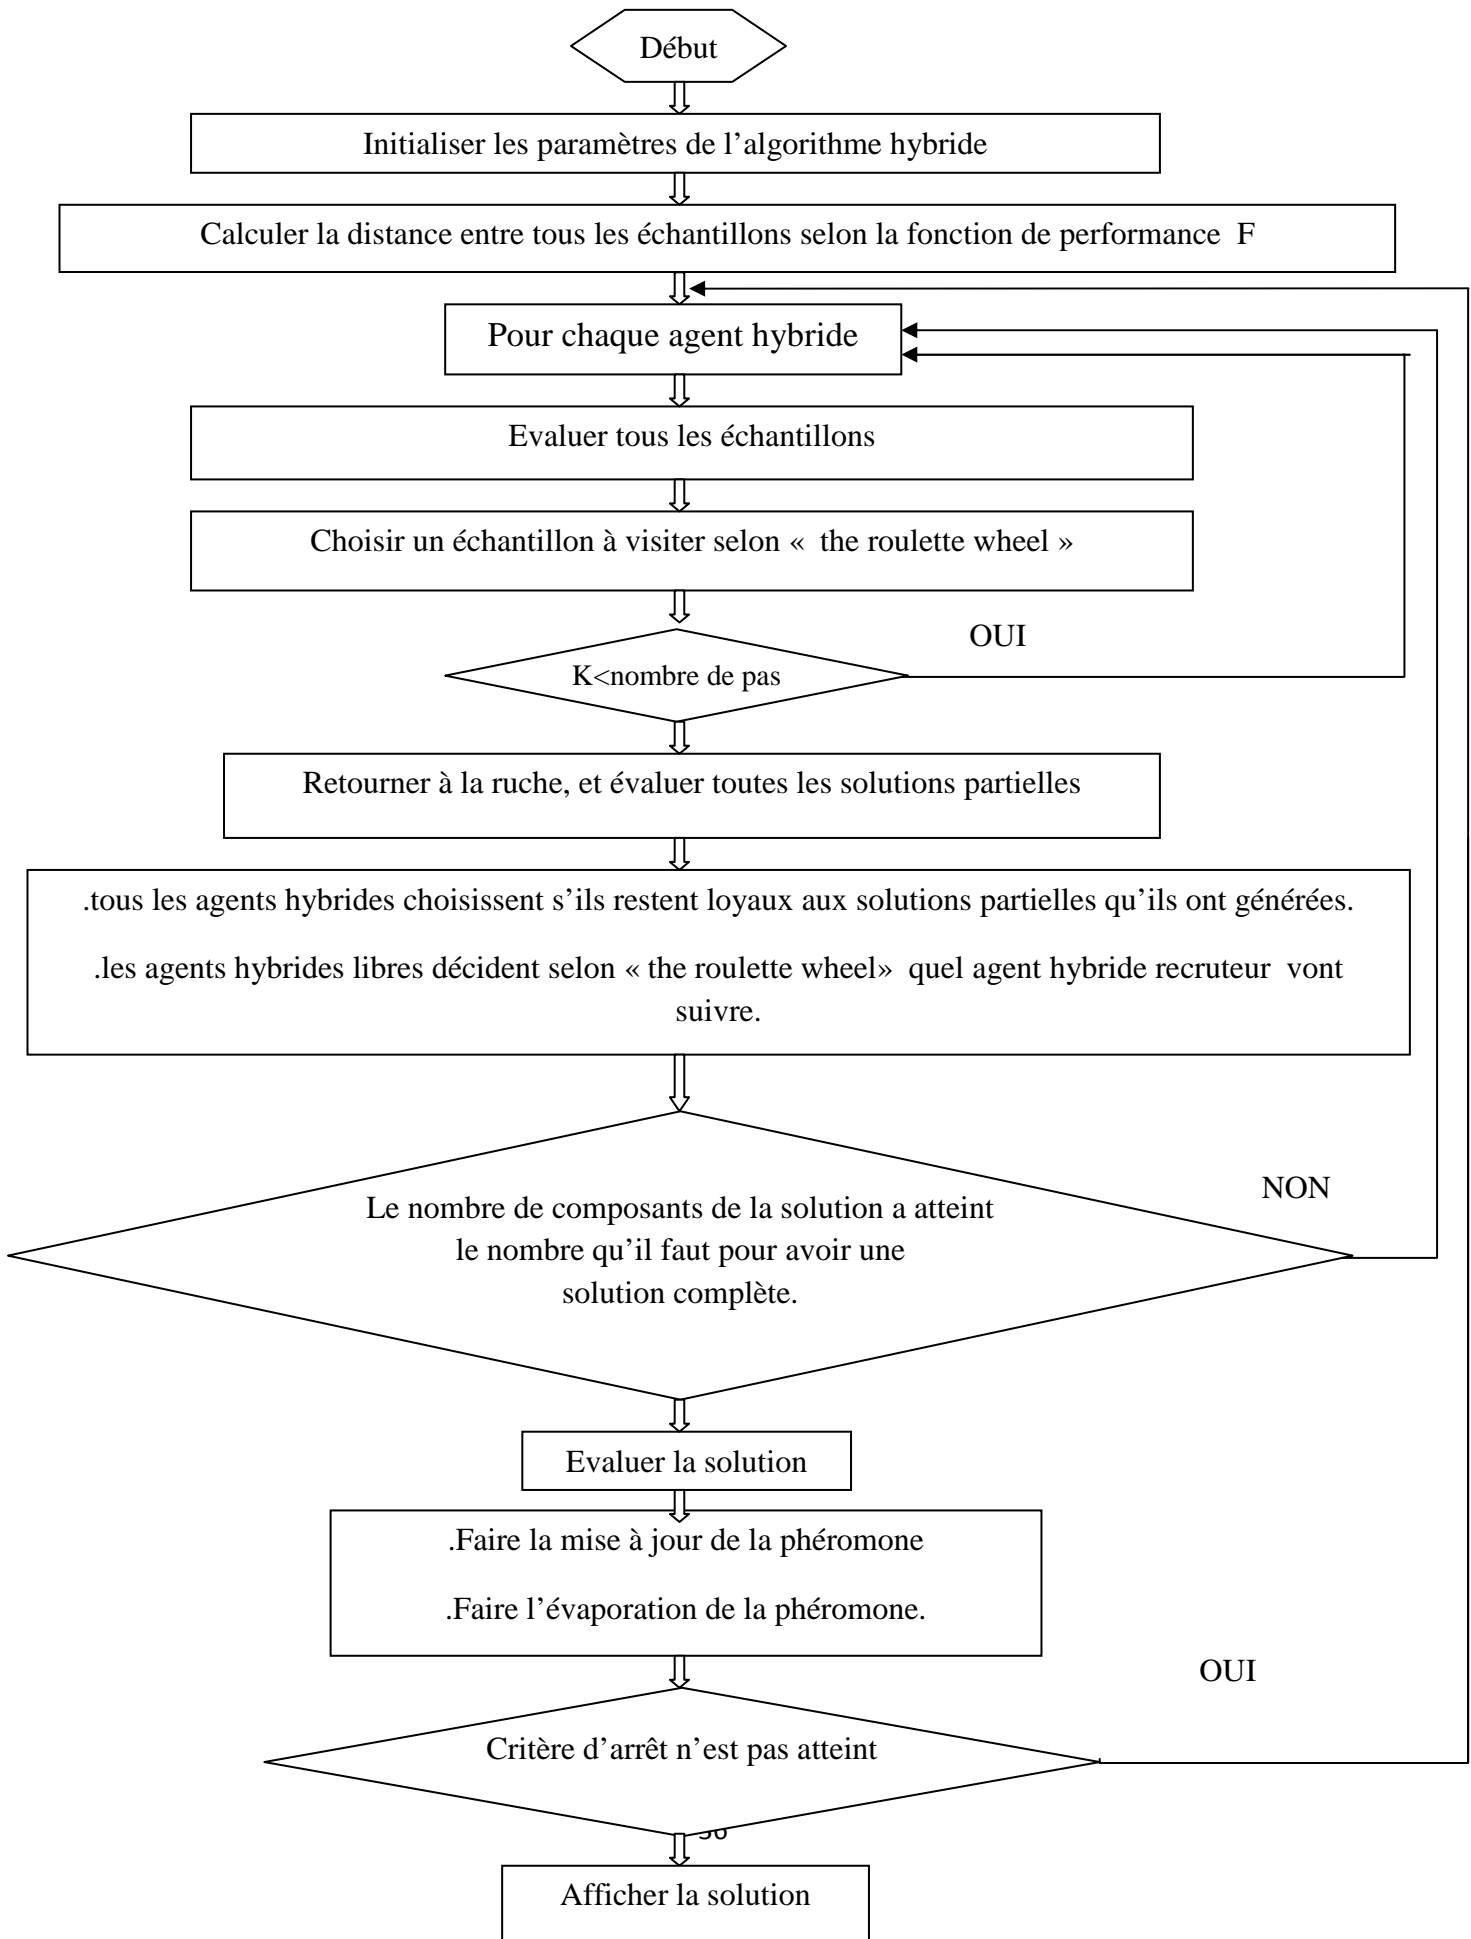 Début
Initialiser les paramètres de l’algorithme hybride
Calculer la distance entre tous les échantillons selon la fonction de performance F
Pour chaque agent hybride
Evaluer tous les échantillons
Choisir un échantillon à visiter selon « the roulette wheel »
OUI
K<nombre de pas
Retourner à la ruche, et évaluer toutes les solutions partielles
.tous les agents hybrides choisissent s’ils restent loyaux aux solutions partielles qu’ils ont générées.
.les agents hybrides libres décident selon « the roulette wheel» quel agent hybride recruteur vont
suivre.
NON
Le nombre de composants de la solution a atteint
le nombre qu’il faut pour avoir une
solution complète.
Evaluer la solution
.Faire la mise à jour de la phéromone
.Faire l’évaporation de la phéromone.
OUI
Critère d’arrêt n’est pas atteint
Afficher la solution